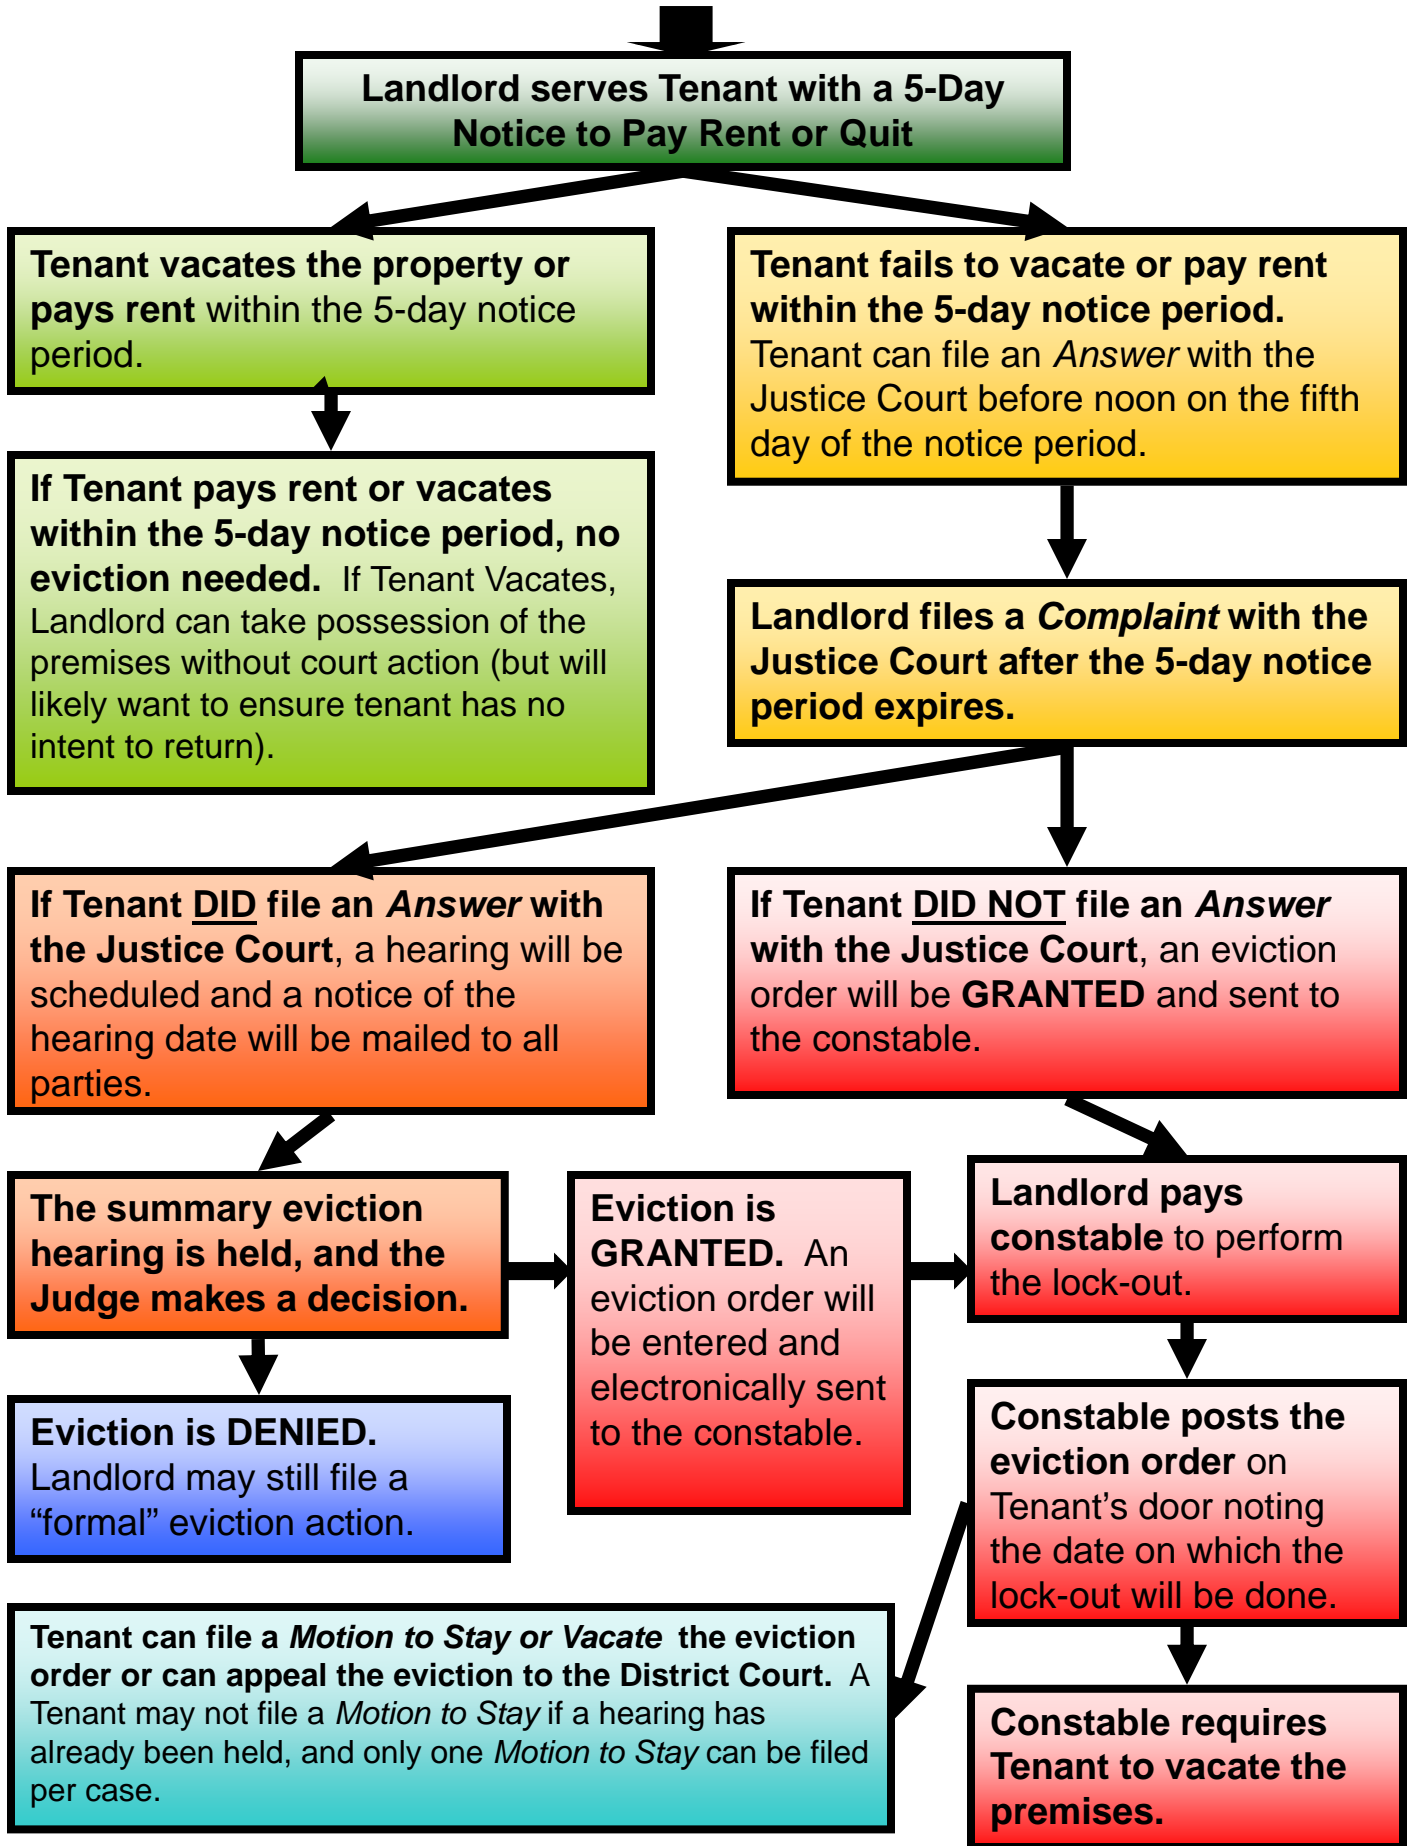 Landlord serves Tenant with a 5-Day
Notice to Pay Rent or Quit
Tenant vacates the property or
pays rent within the 5-day notice
period.
Tenant fails to vacate or pay rent
within the 5-day notice period.
Tenant can file an Answer with the
Justice Court before noon on the fifth
day of the notice period.
If Tenant pays rent or vacates
within the 5-day notice period, no
eviction needed. If Tenant Vacates,
Landlord can take possession of the
premises without court action (but will
likely want to ensure tenant has no
intent to return).
Landlord files a Complaint with the
Justice Court after the 5-day notice
period expires.
If Tenant DID file an Answer with
the Justice Court, a hearing will be
scheduled and a notice of the
hearing date will be mailed to all
parties.
If Tenant DID NOT file an Answer
with the Justice Court, an eviction
order will be GRANTED and sent to
the constable.
The summary eviction
hearing is held, and the
Judge makes a decision.
Eviction is
GRANTED. An
eviction order will
be entered and
electronically sent
to the constable.
Landlord pays
constable to perform
the lock-out.
Eviction is DENIED.
Landlord may still file a
“formal” eviction action.
Constable posts the
eviction order on
Tenant’s door noting
the date on which the
lock-out will be done.
Tenant can file a Motion to Stay or Vacate the eviction
order or can appeal the eviction to the District Court. A
Tenant may not file a Motion to Stay if a hearing has
already been held, and only one Motion to Stay can be filed
per case.
Constable requires
Tenant to vacate the
premises.